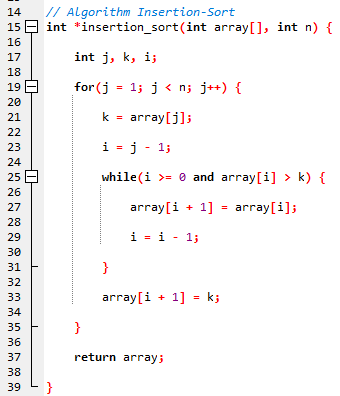 14 // Algorithm Insertion-Sort
15 int *insertion_sort(int array[], int n) {
16
17 int j, k, i;
18
19 for(j = 1; j < n; j++) {
20
21 k = array[j];
22
23 i = j - 1;
24
25 while(i >= 0 and array[i] > k) {
26
27 array[i + 1] = array[i];
28
29 i = i - 1;
30
31 }
32
33 array[i + 1] = k;
34
35 }
36
37 return array;
38
39 }